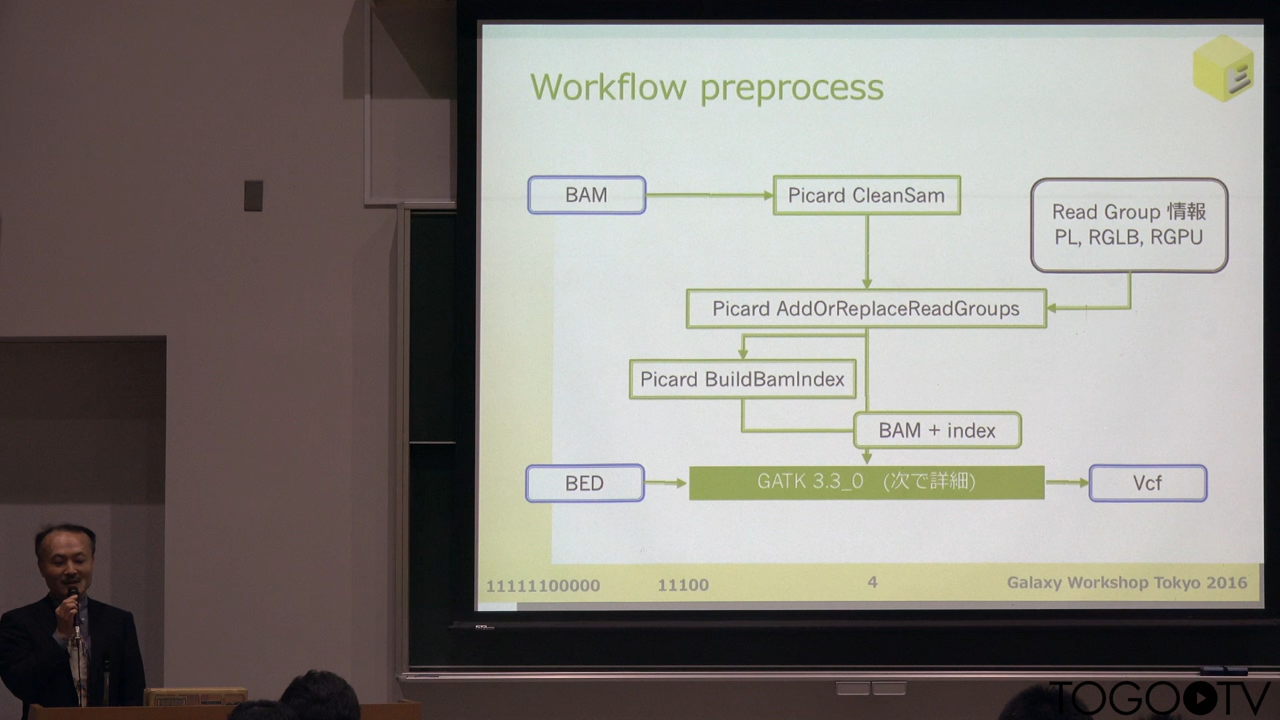 Workflow preprocess
BAM
Picard CleanSam
Read Group 情報
PL, RGLB, RGPU
Picard AddOrReplaceReadGroups
Picard BuildBamIndex
BAM + index
BED
GATK 3.3_0 (次で詳細)
Vcf
11111100000
11100
4
Galaxy Workshop Tokyo 2016
TOGOTV